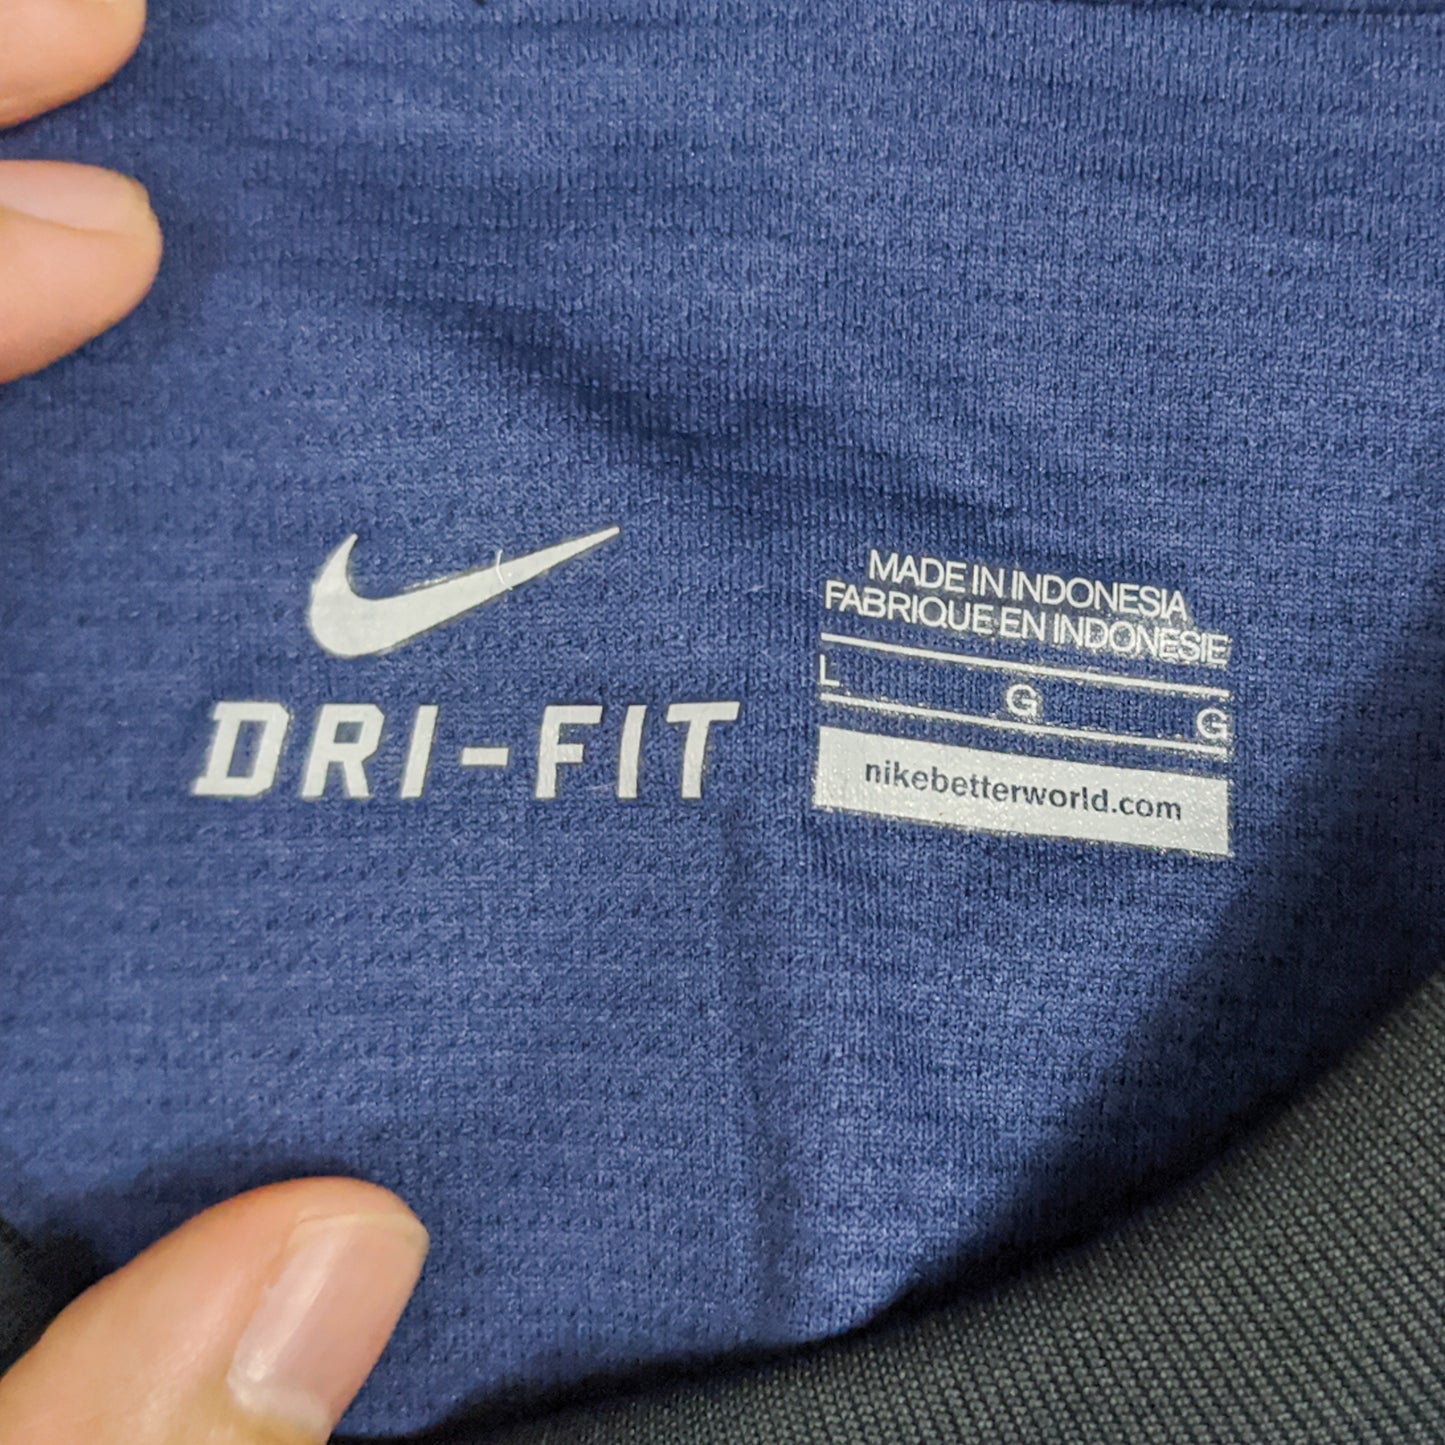 DRI-FIT
MADE IN INDONESIA
FABRIQUE EN INDONESIE
L G G
nikebetterworld.com